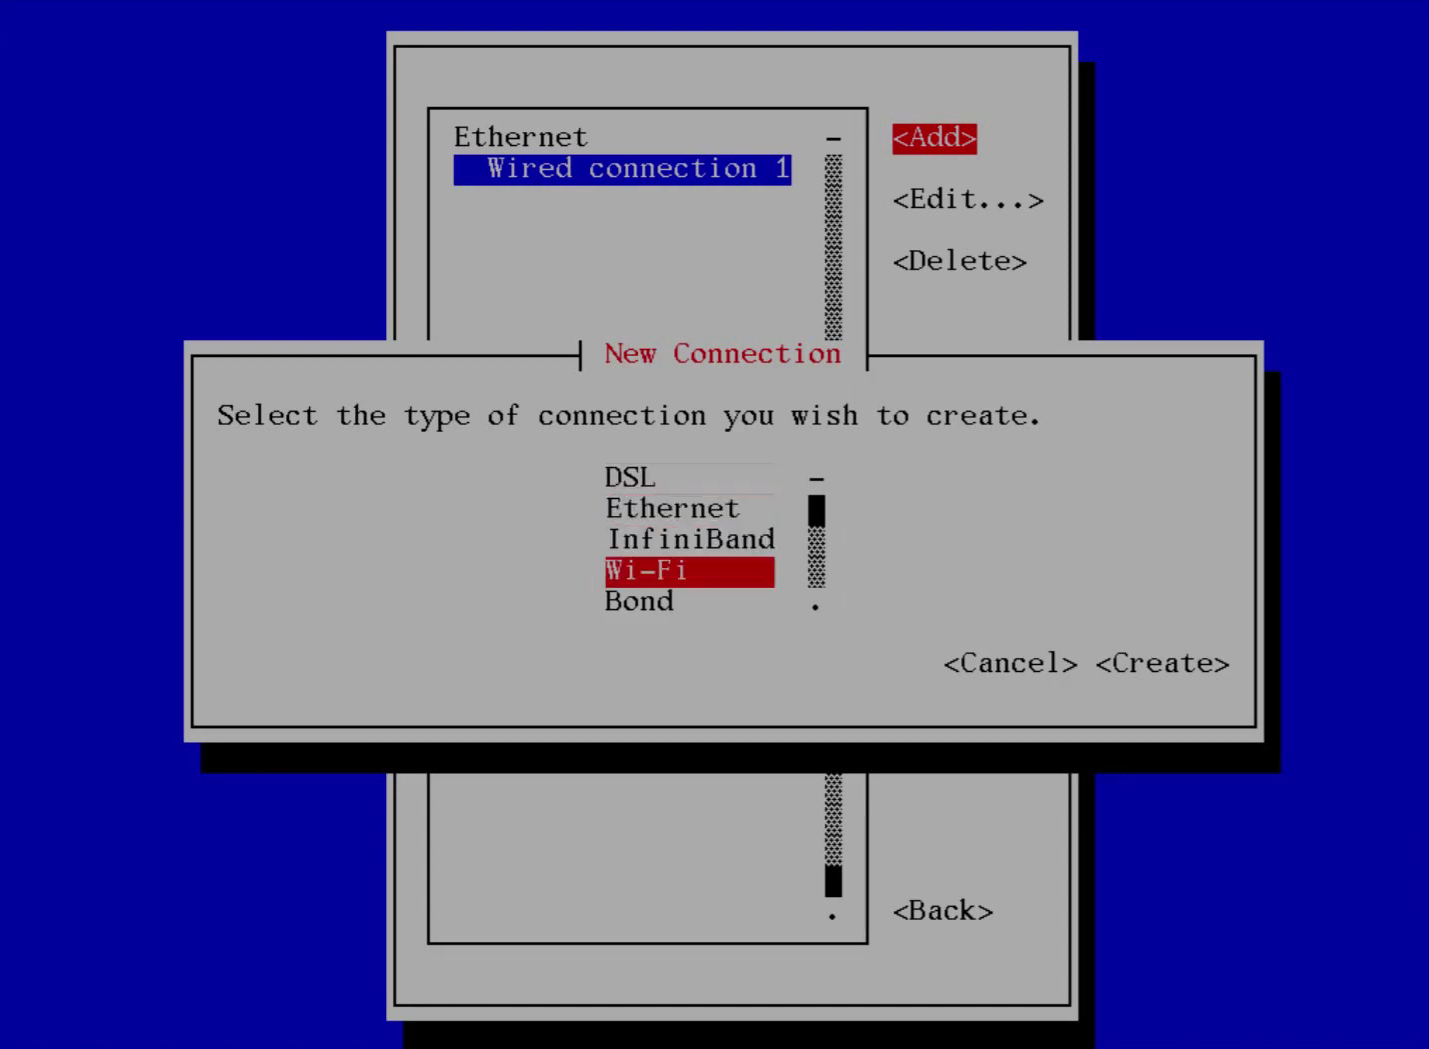 Ethernet
<Add>
Wired connection 1
<Edit...>
<Delete>
New Connection
Select the type of connection you wish to create.
DSL
Ethernet
InfiniBand
Wi-Fi
Bond
<Cancel> <Create>
<Back>